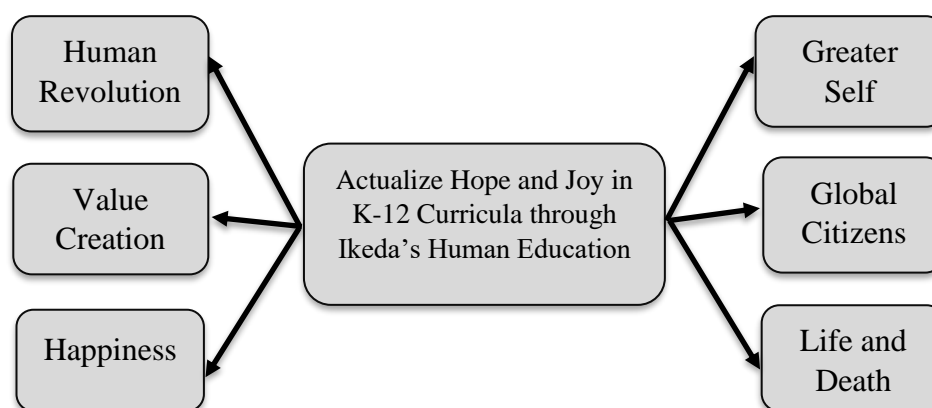 Human
Revolution
Value
Creation
Happiness
Actualize Hope and Joy in
K-12 Curricula through
Ikeda’s Human Education
Greater
Self
Global
Citizens
Life and
Death